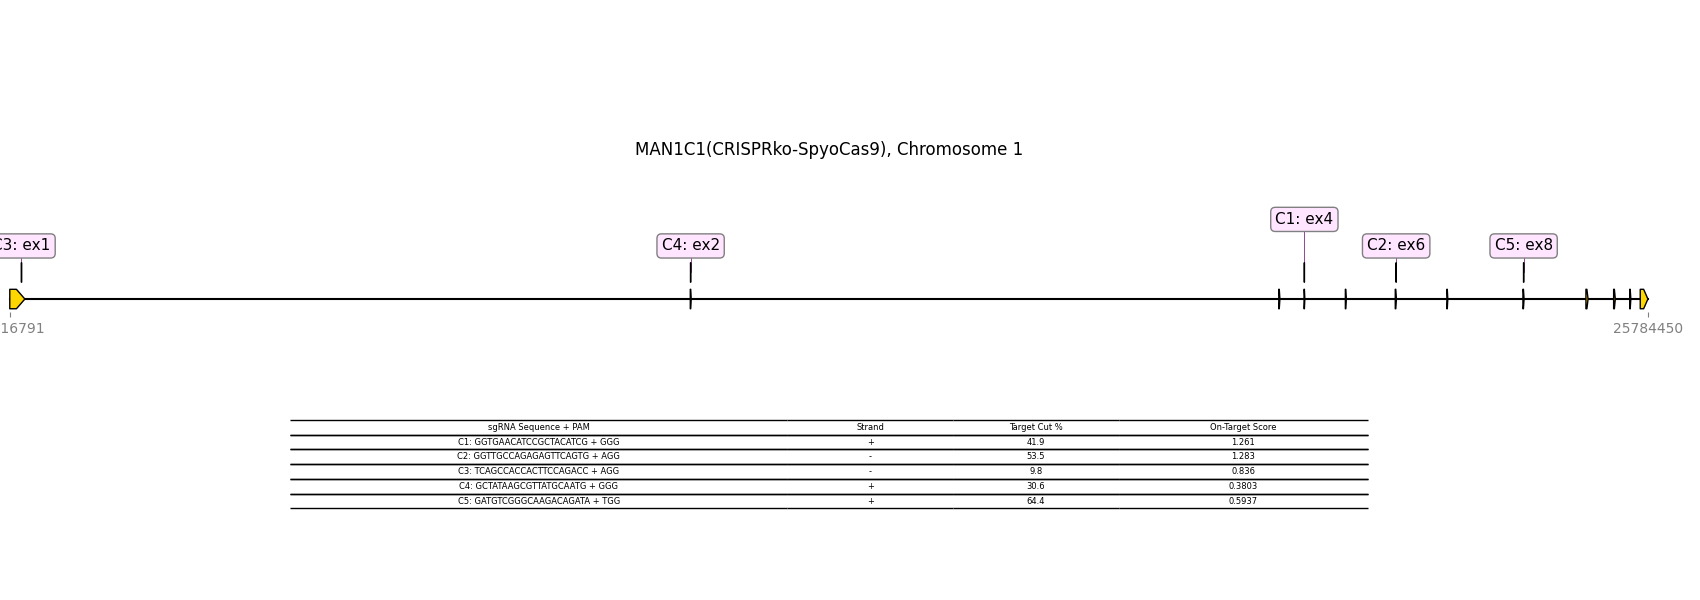 MAN1C1(CRISPRko-SpyoCas9), Chromosome 1
C1: ex4
C3: ex1 C4: ex2 C2: ex6 C5: ex8
16791 25784450
sgRNA Sequence + PAM Strand Target Cut % On-Target Score
C1: GGTGAACATCCGCTACATCG + GGG + 41.9 1.261
C2: GGTTGCCAGAGAGTTCAGTG + AGG - 53.5 1.283
C3: TCAGCCACCACTTCCAGACC + AGG - 9.8 0.836
C4: GCTATAAGCGTTATGCAATG + GGG + 30.6 0.3803
C5: GATGTCGGGCAAGACAGATA + TGG + 64.4 0.5937